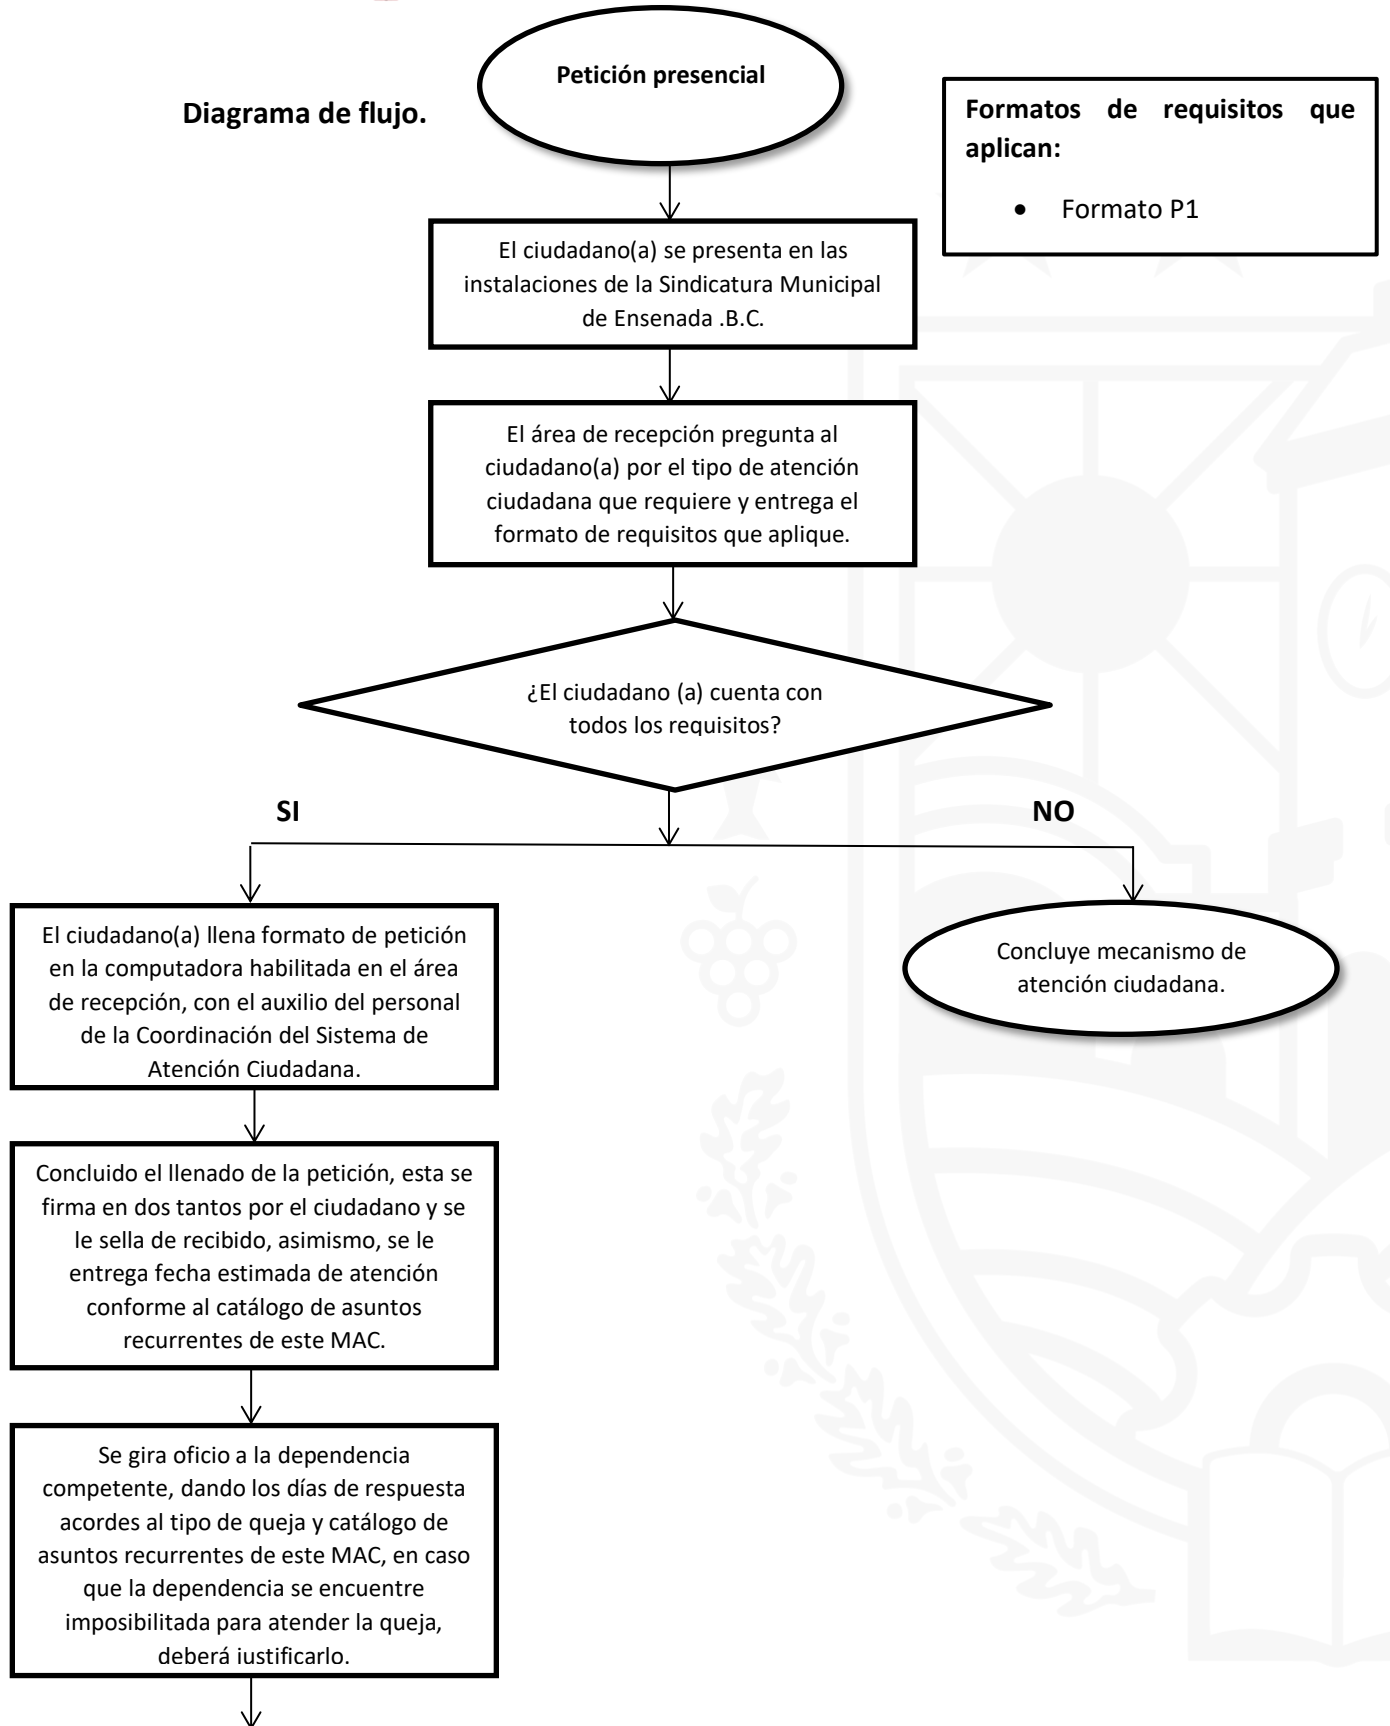 Petición presencial
Diagrama de flujo.
Formatos de requisitos que
aplican:
• Formato P1
El ciudadano(a) se presenta en las
instalaciones de la Sindicatura Municipal
de Ensenada .B.C.
El área de recepción pregunta al
ciudadano(a) por el tipo de atención
ciudadana que requiere y entrega el
formato de requisitos que aplique.
¿El ciudadano (a) cuenta con
todos los requisitos?
SI
NO
El ciudadano(a) llena formato de petición
en la computadora habilitada en el área
de recepción, con el auxilio del personal
de la Coordinación del Sistema de
Atención Ciudadana.
Concluye mecanismo de
atención ciudadana.
Concluido el llenado de la petición, esta se
firma en dos tantos por el ciudadano y se
le sella de recibido, asimismo, se le
entrega fecha estimada de atención
conforme al catálogo de asuntos
recurrentes de este MAC.
Se gira oficio a la dependencia
competente, dando los días de respuesta
acordes al tipo de queja y catálogo de
asuntos recurrentes de este MAC, en caso
que la dependencia se encuentre
imposibilitada para atender la queja,
deberá justificarlo.